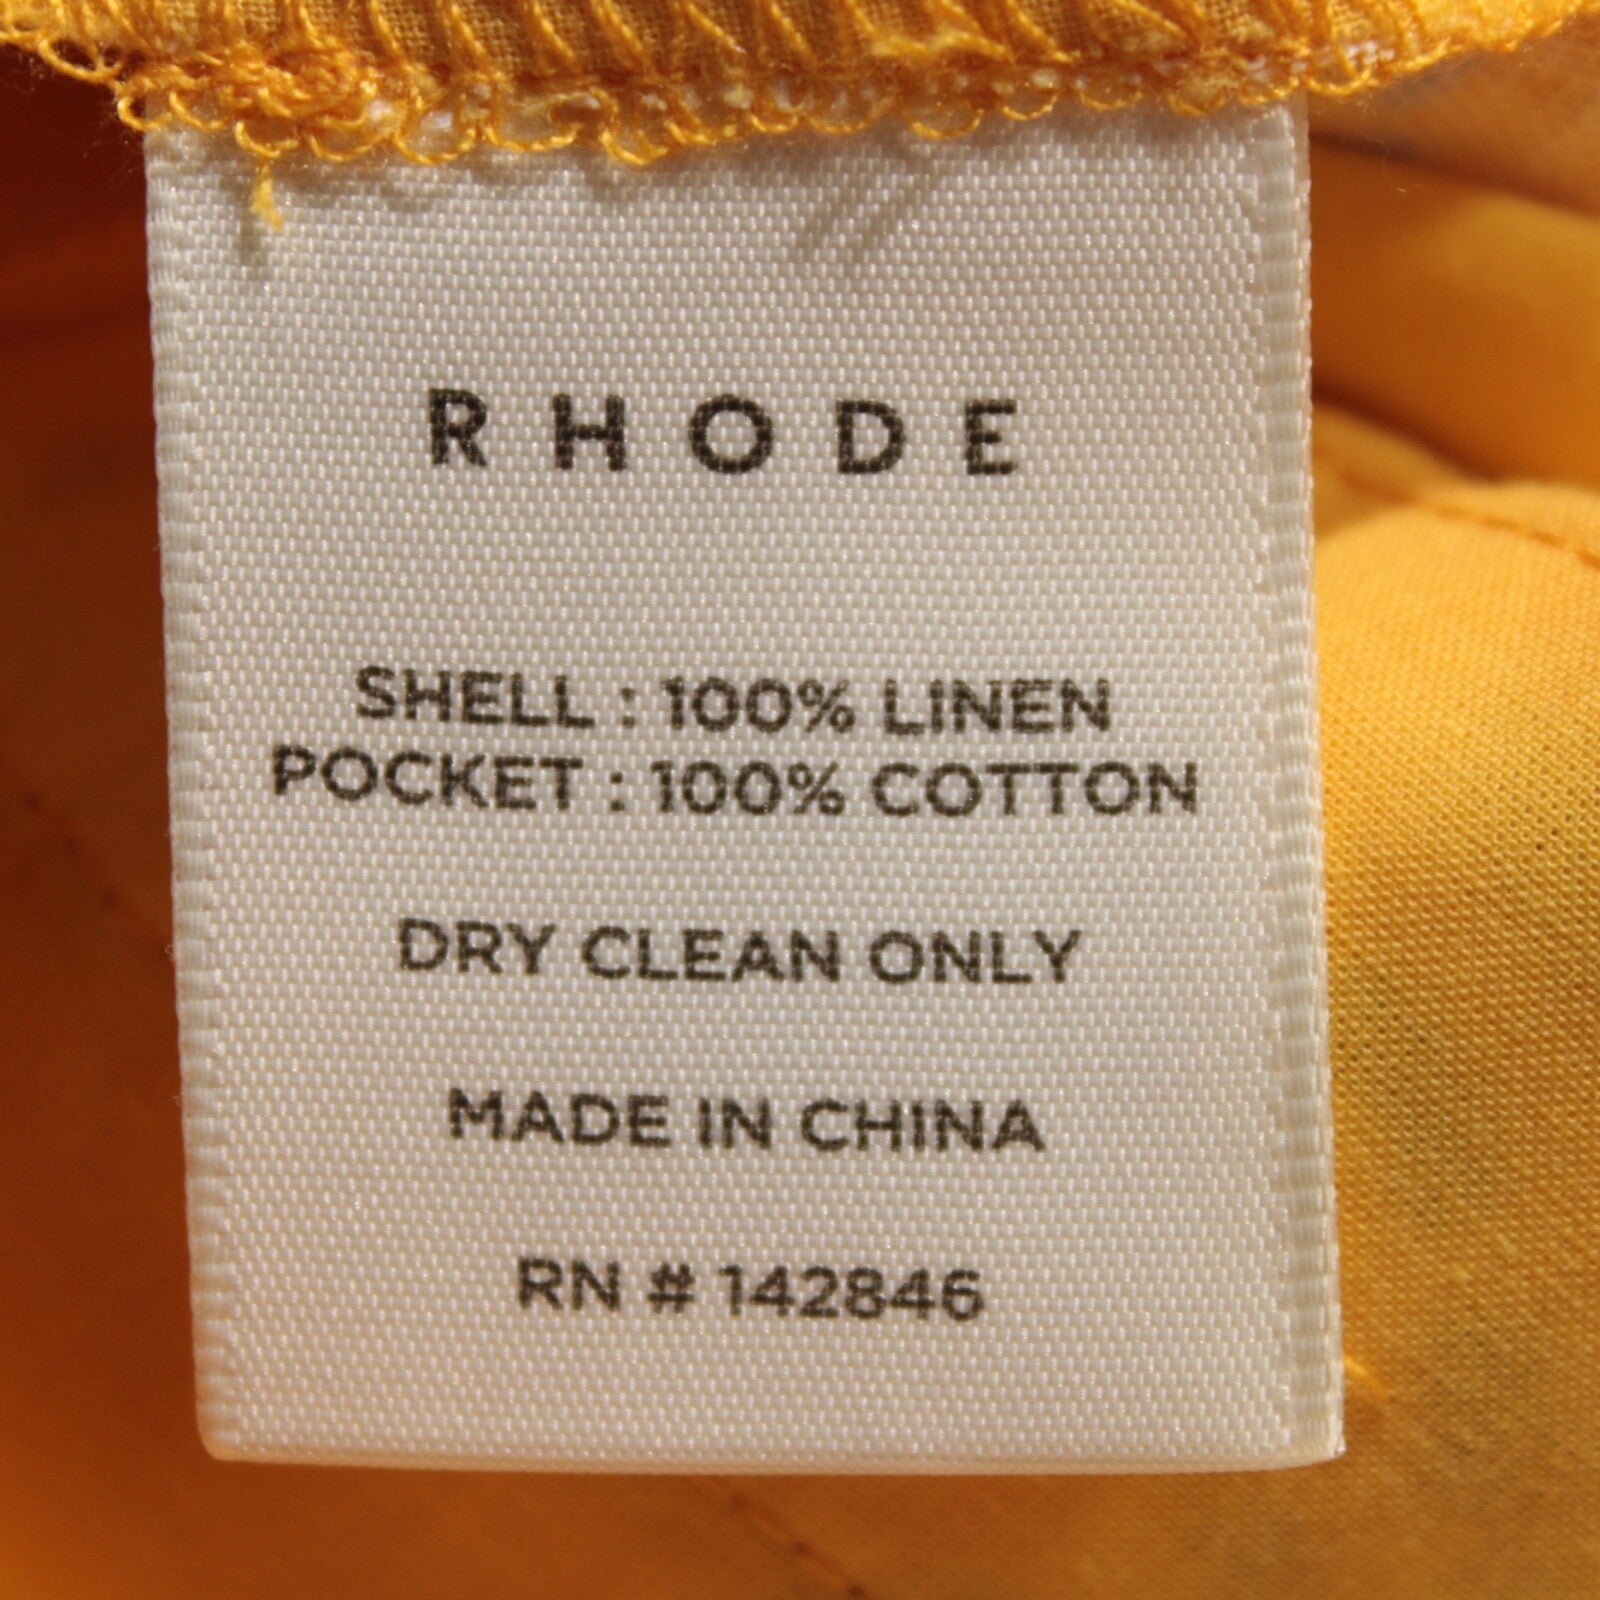 RHODE
SHELL : 100% LINEN
POCKET : 100% COTTON
DRY CLEAN ONLY
MADE IN CHINA
RN # 142846